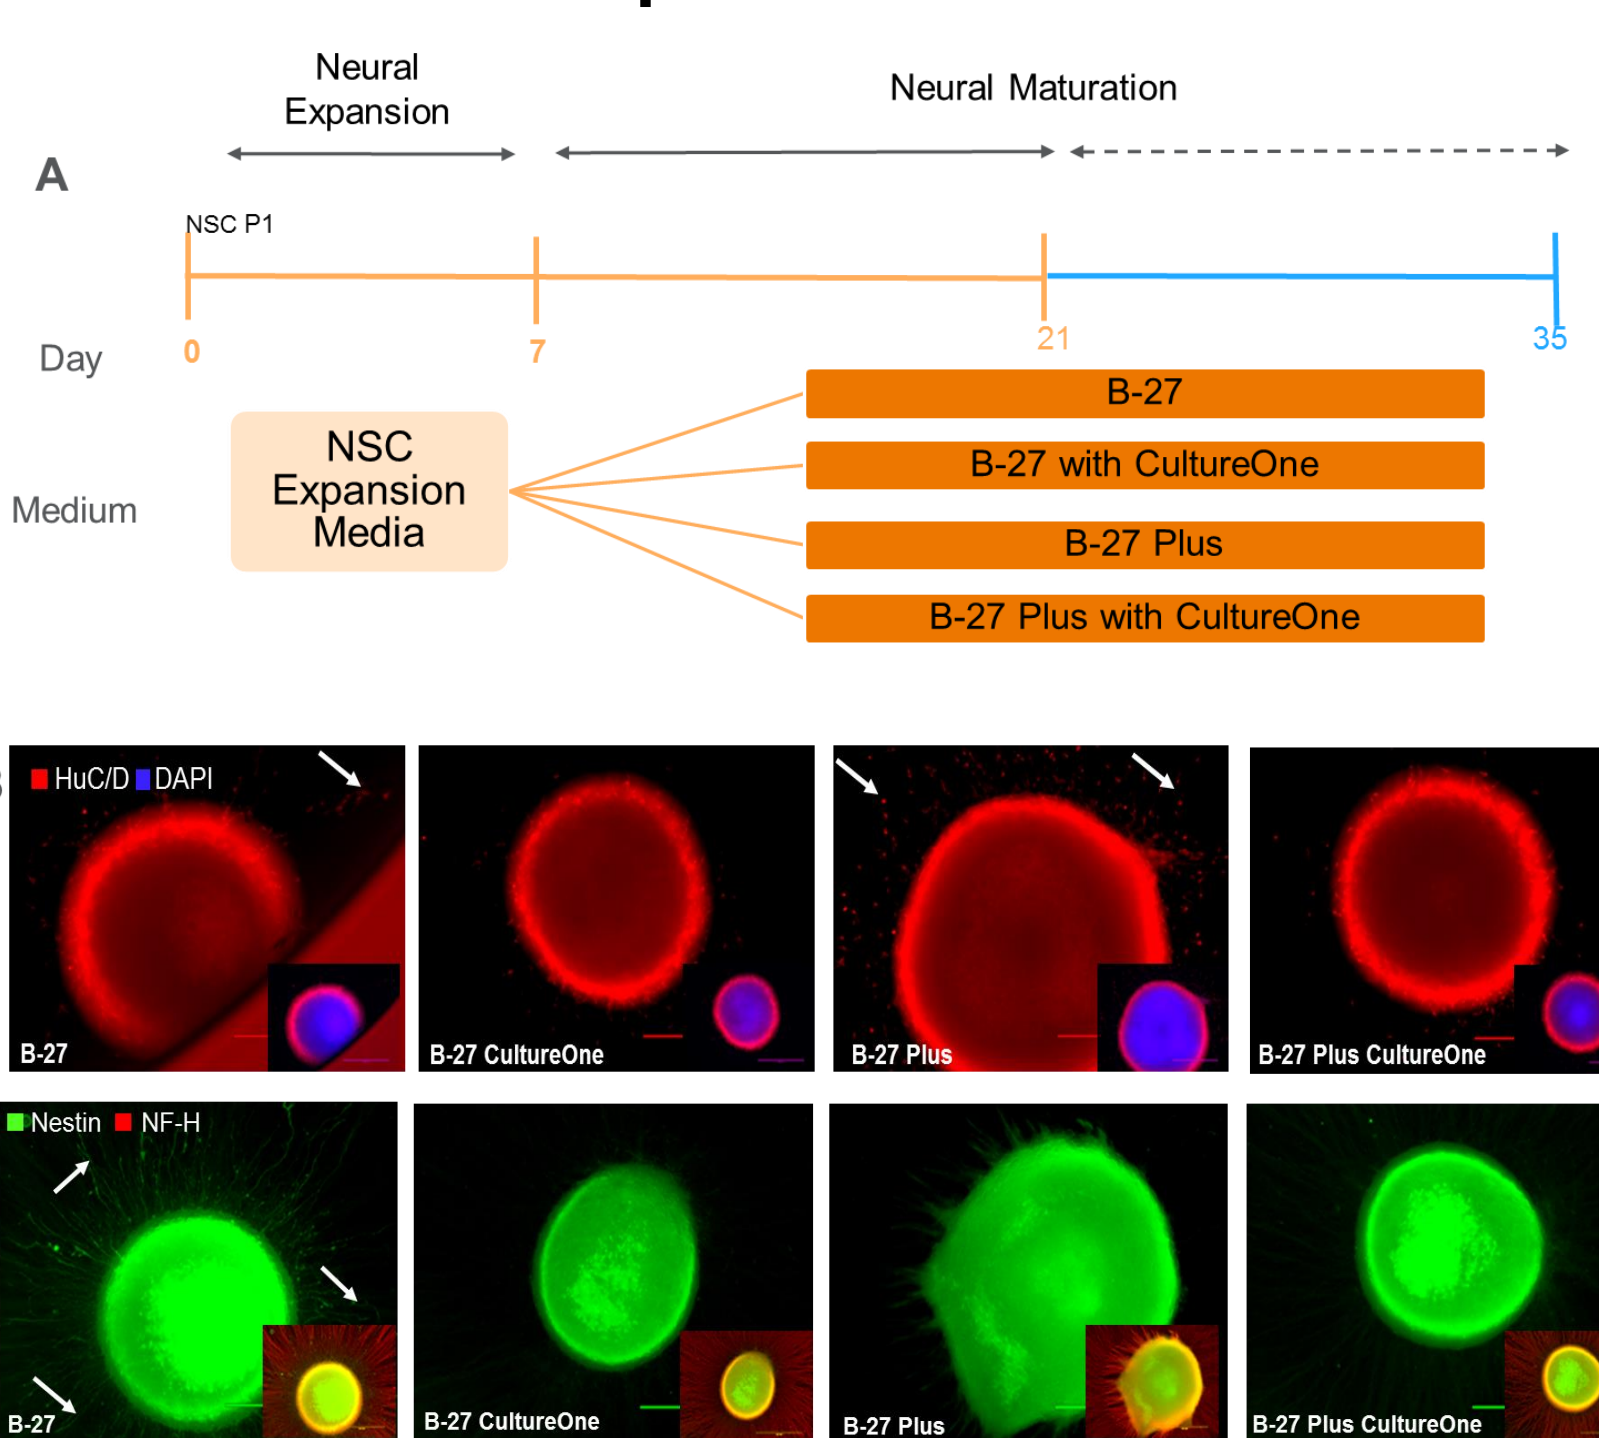 Neural
Expansion
Neural Maturation
A
NSC P1
Day
0
7
21
35
Medium
NSC
Expansion
Media
B-27
B-27 with CultureOne
B-27 Plus
B-27 Plus with CultureOne
HuC/D DAPI
B-27
B-27 CultureOne
B-27 Plus
B-27 Plus CultureOne
Nestin NF-H
B-27
B-27 CultureOne
B-27 Plus
B-27 Plus CultureOne